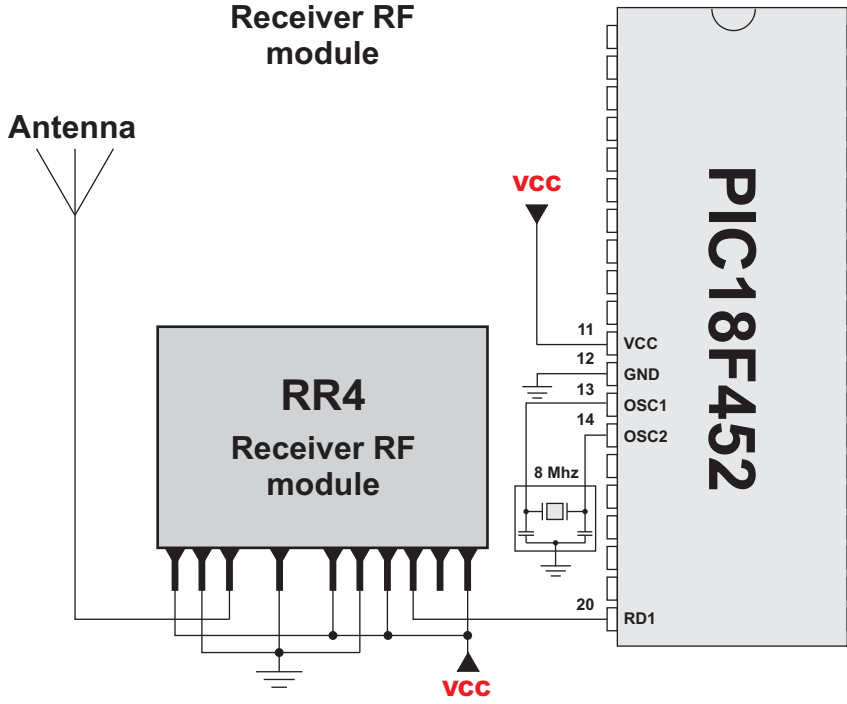 Receiver RF
module
Antenna
VCC
PIC18F452
11
VCC
12
GND
13
OSC1
14
OSC2
RR4
Receiver RF
module
8 Mhz
20
RD1
VCC